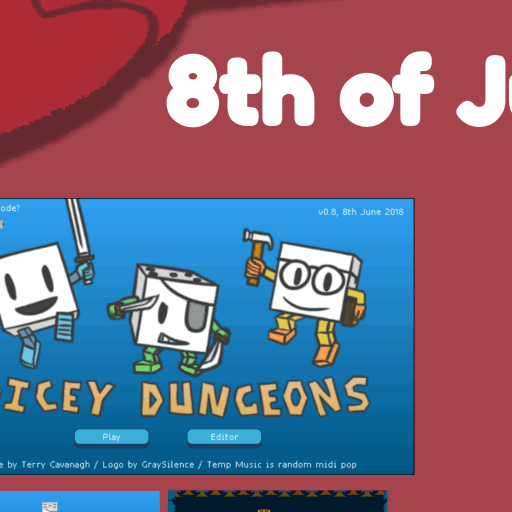 8th of Ju
ode?
v0.8, 8th June 2018
ICEY DUNGEONS
Play
Editor
e by Terry Cavanagh / Logo by GraySilence / Temp Music is random midi pop